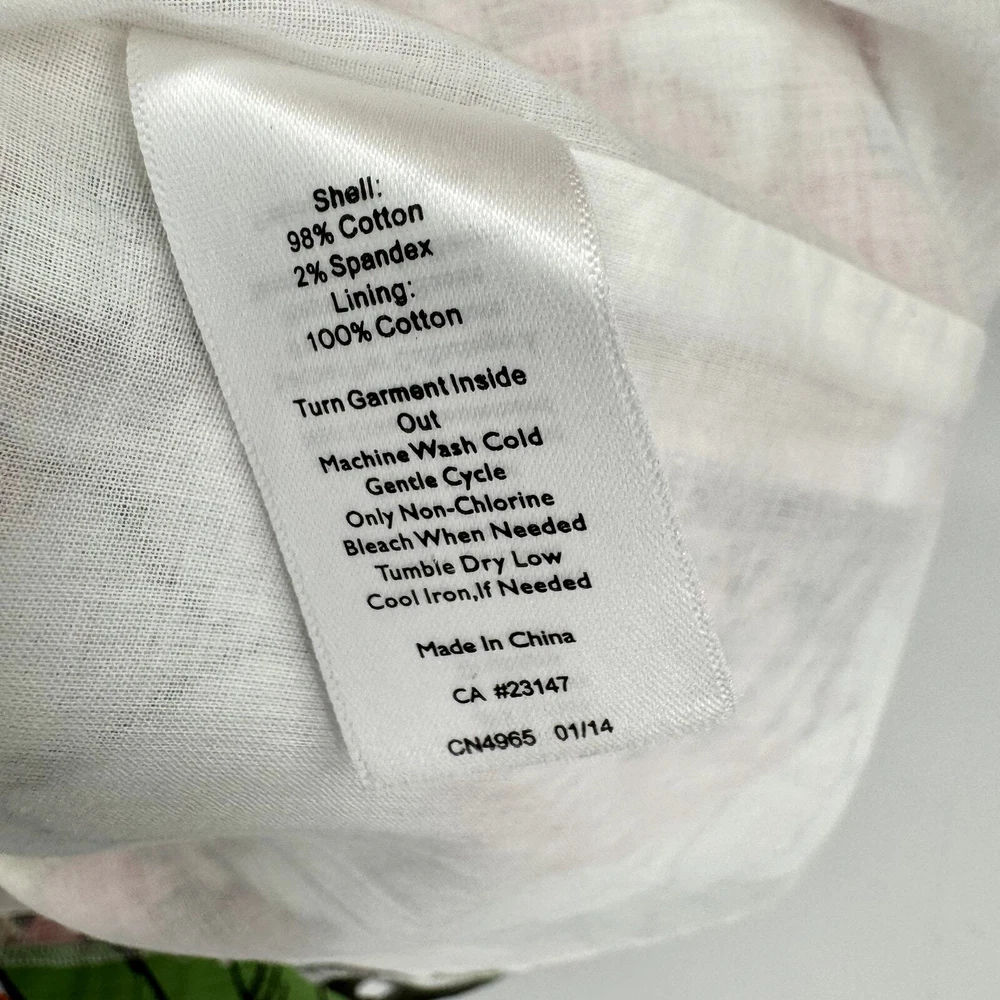 Shell:
98% Cotton
2% Spandex
Lining:
100% Cotton
Turn Garment Inside
Out
Machine Wash Cold
Gentle Cycle
Only Non-Chlorine
Bleach When Needed
Tumble Dry Low
Cool Iron,If Needed
Made In China
CA #23147
CN4965 01/14